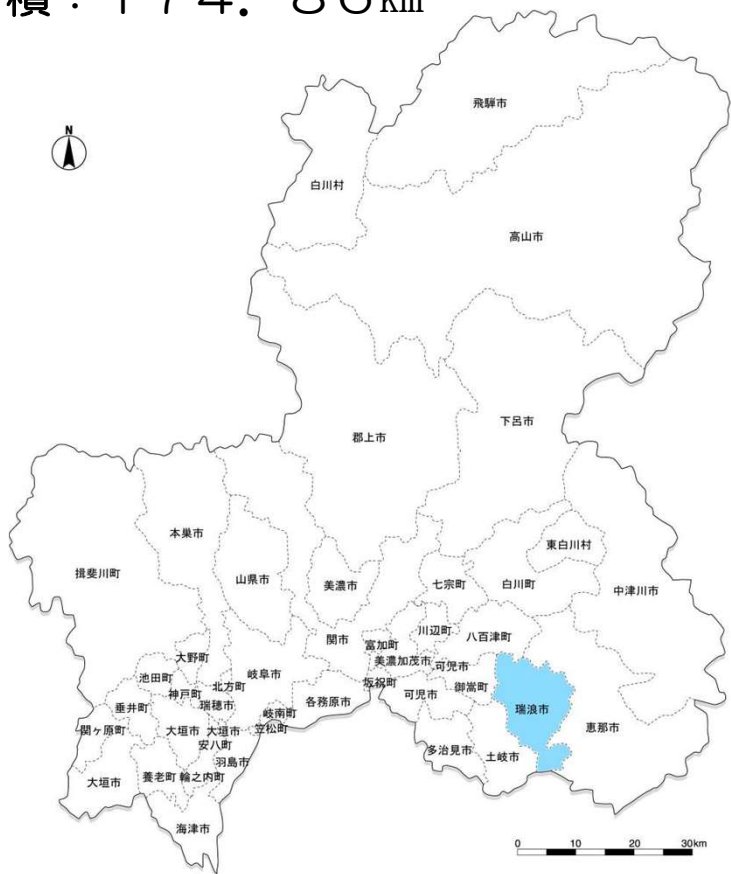 積：１７４．８６㎢
N
飛騨市
白川村
高山市
下呂市
郡上市
本巣市
東白川村
揖斐川町
山県市
美濃市
七宗町
白川町
中津川市
川辺町
八百津町
関市
富加町
大野町
美濃加茂市
可児市
池田町
岐阜市
坂祝町
御嵩町
神戸町
北方町
可児市
各務原市
瑞穂市
垂井町
岐南町
瑞浪市
関ヶ原町
大垣市
大垣市
笠松町
恵那市
安八町
多治見市
土岐市
羽島市
大垣市
養老町
輪之内町
海津市
0
10
20
30km